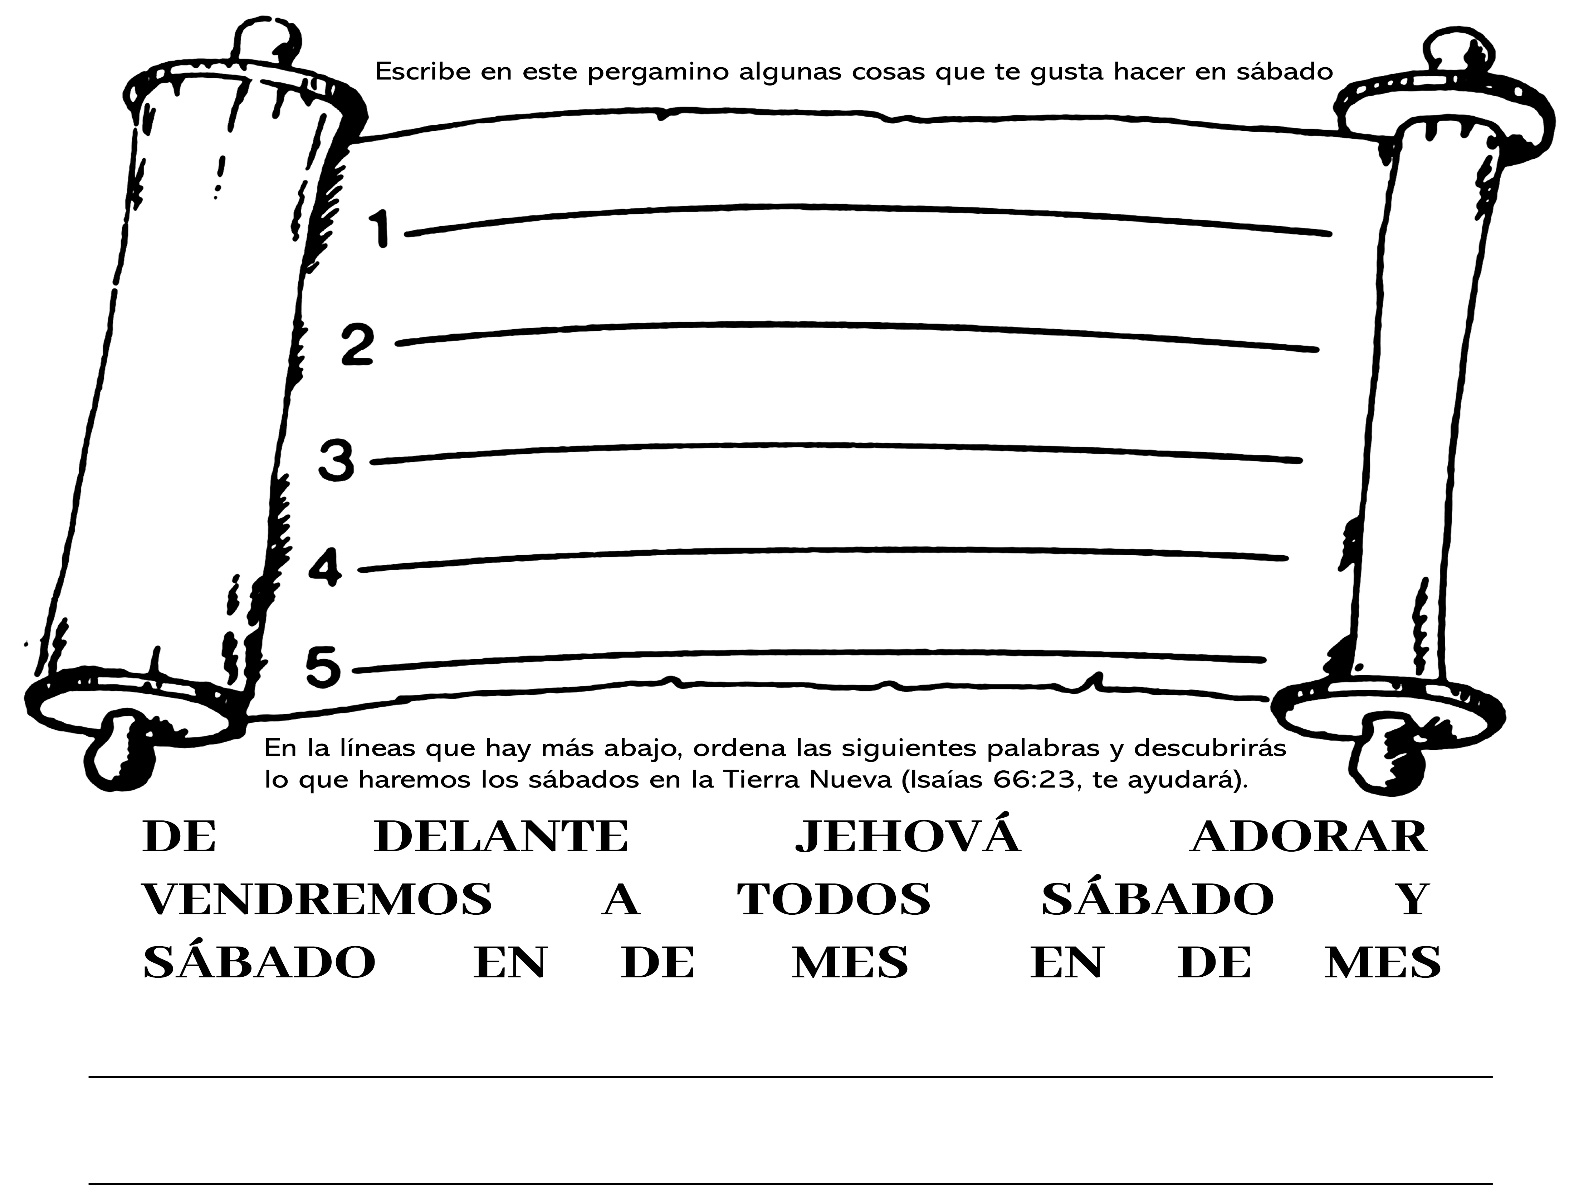 Escribe en este pergamino algunas cosas que te gusta hacer en sábado
1
2
3
4
5
En la líneas que hay más abajo, ordena las siguientes palabras y descubrirás
lo que haremos los sábados en la Tierra Nueva (Isaías 66:23, te ayudará).
DE DELANTE JEHOVÁ ADORAR
VENDREMOS A TODOS SÁBADO Y
SÁBADO EN DE MES EN DE MES